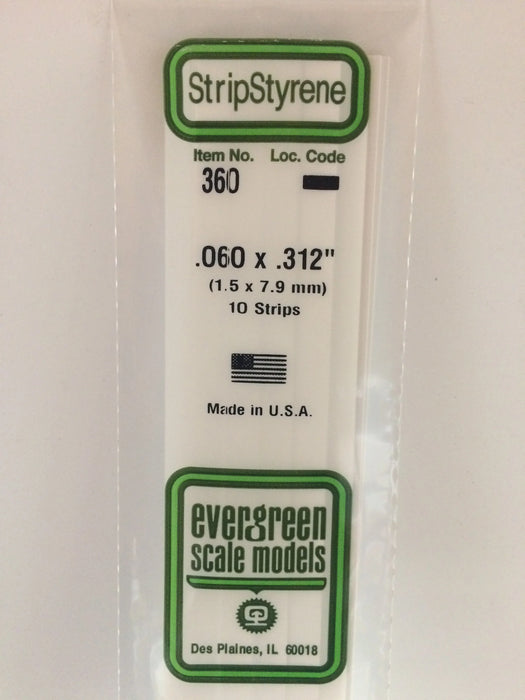 StripStyrene
Item No. Loc. Code
360
.060 x .312"
(1.5 x 7.9 mm)
10 Strips
Made in U.S.A.
evergreen
scale models
Des Plaines, IL 60018